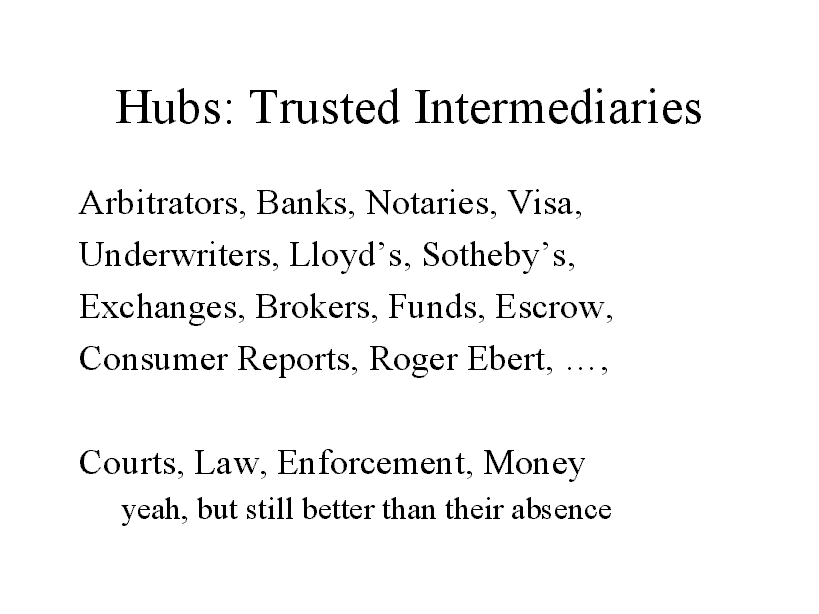 Hubs: Trusted Intermediaries
Arbitrators, Banks, Notaries, Visa,
Underwriters, Lloyd’s, Sotheby’s,
Exchanges, Brokers, Funds, Escrow,
Consumer Reports, Roger Ebert, …,
Courts, Law, Enforcement, Money
yeah, but still better than their absence